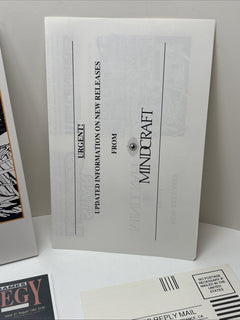 URGENT!
UPDATED INFORMATION ON NEW RELEASES
FROM
MINDCRAFT
GAMES
EGY
NO POSTAGE
NECESSARY
IF MAILED
IN THE
UNITED STATES
REPLY MAIL